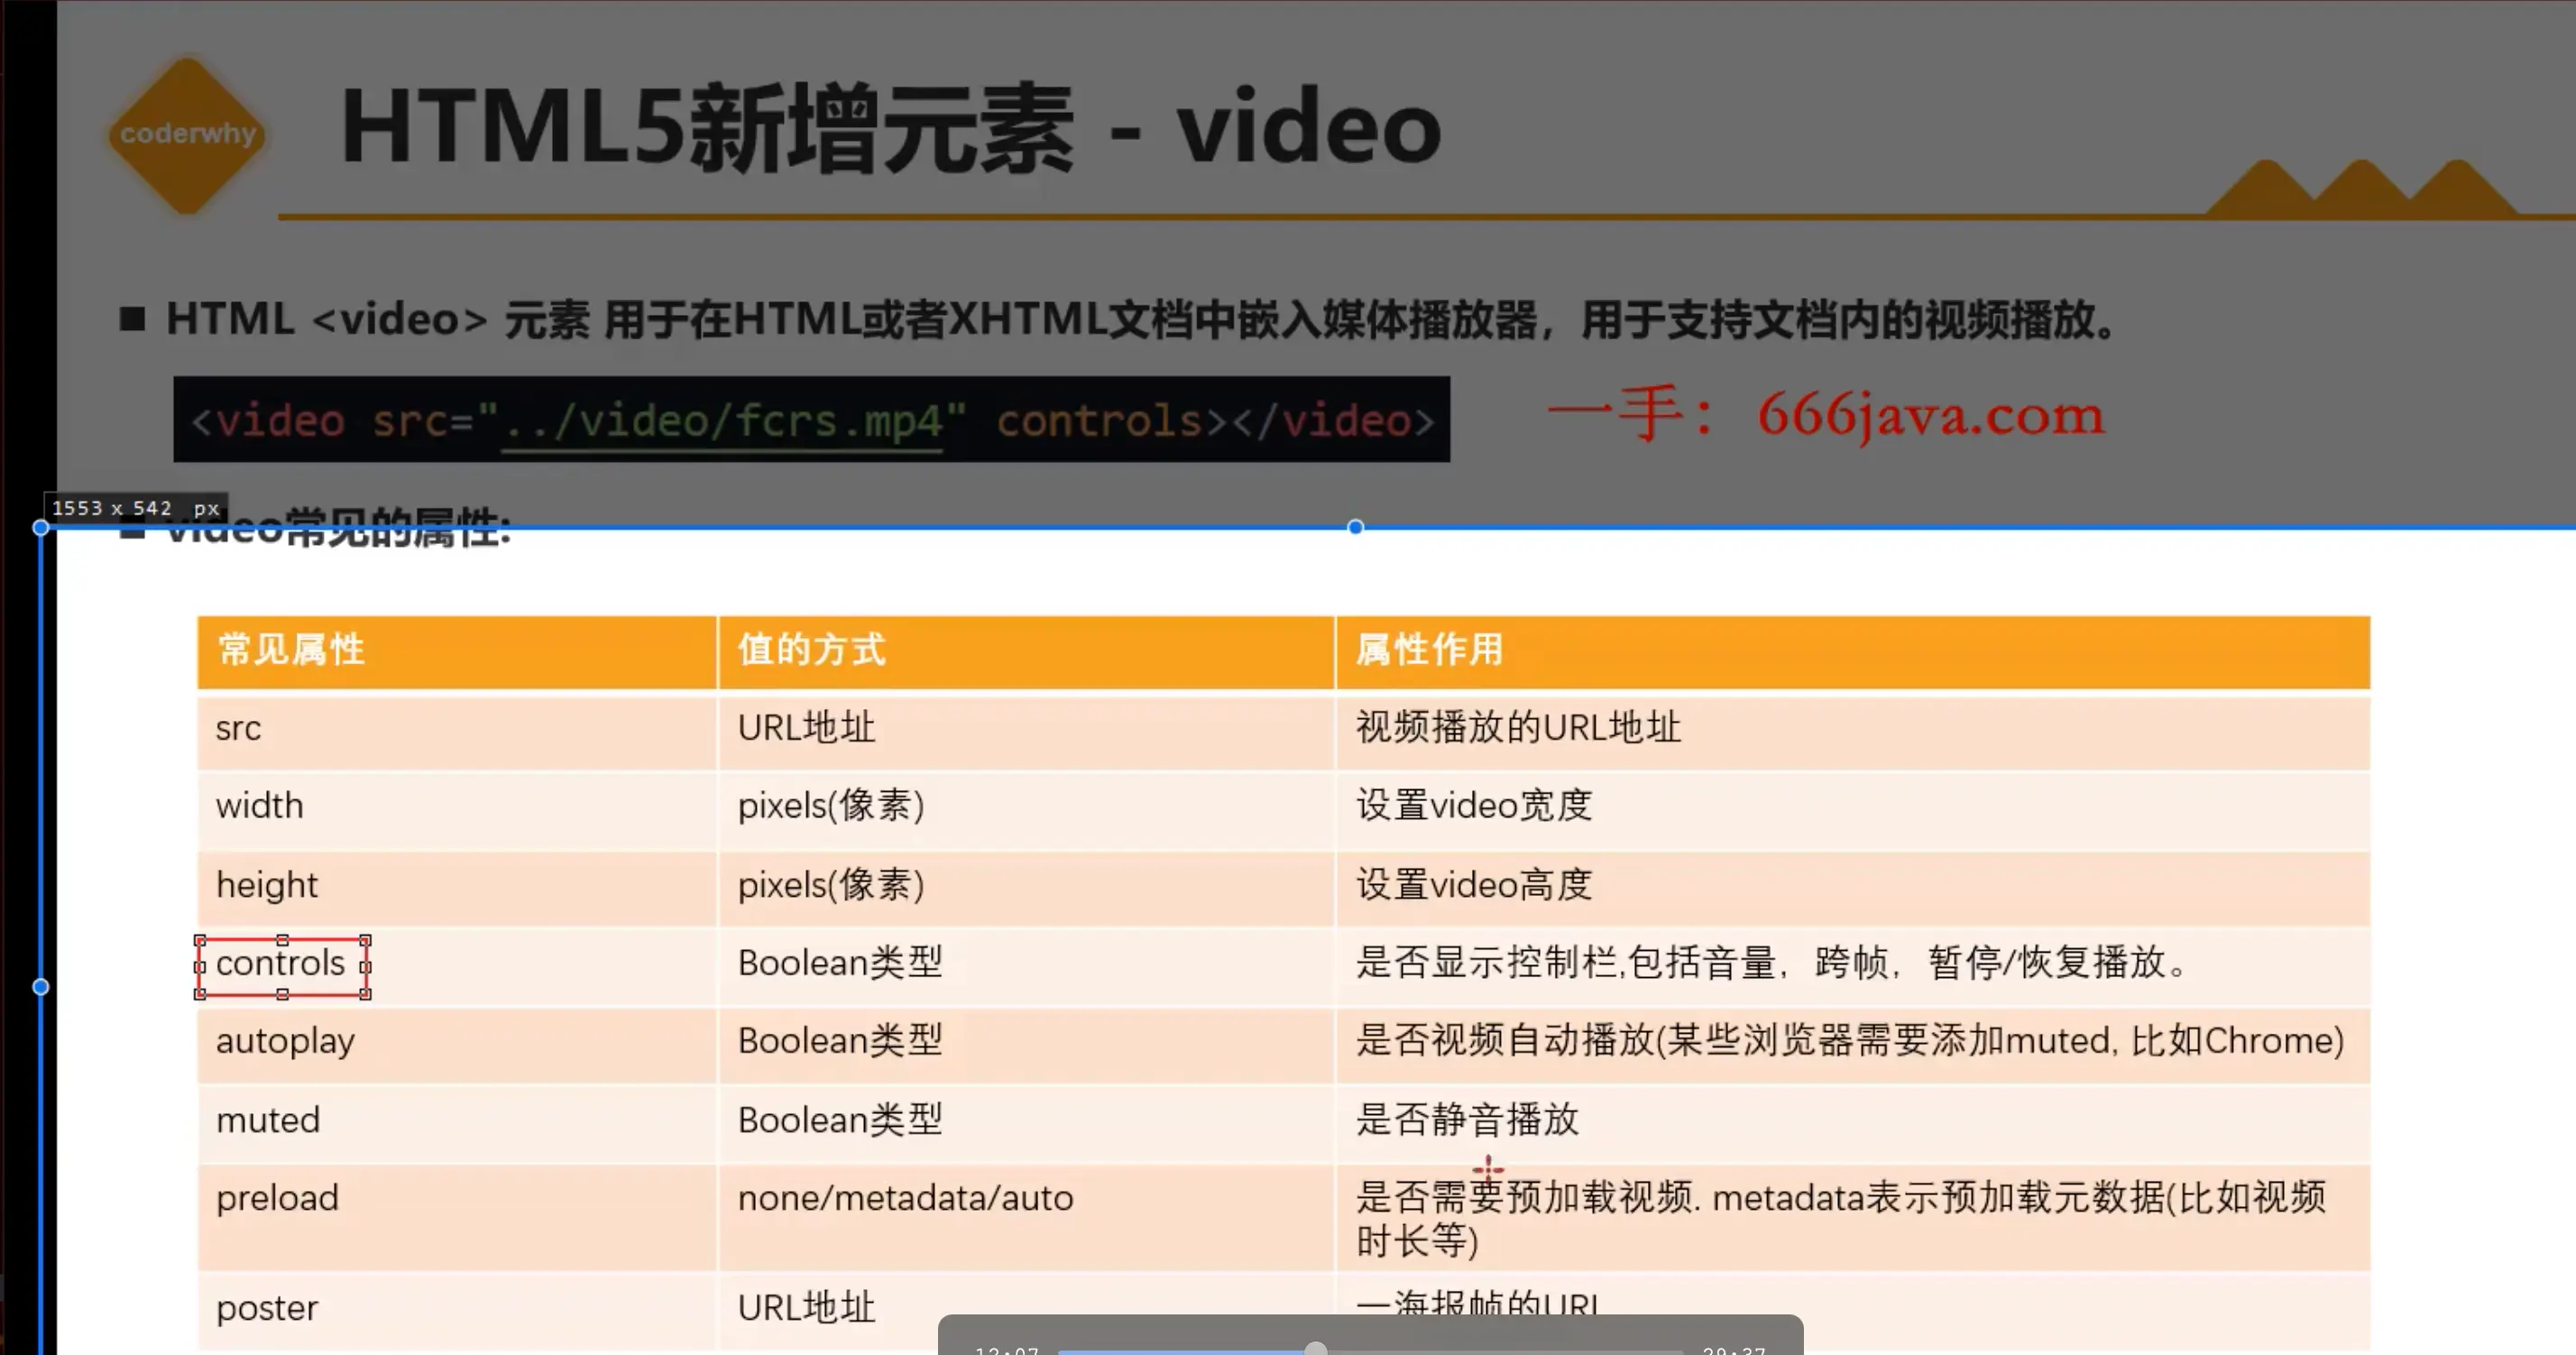 coderwhy
HTML5新增元素 - video
HTML <video> 元素 用于在HTML或者XHTML文档中嵌入媒体播放器，用于支持文档内的视频播放。
<video src="../video/fcrs.mp4" controls></video>
一手：666java.com
1553 x 542 px
video常见的属性:
常见属性 值的方式 属性作用
src URL地址 视频播放的URL地址
width pixels(像素) 设置video宽度
height pixels(像素) 设置video高度
controls Boolean类型 是否显示控制栏,包括音量，跨帧，暂停/恢复播放。
autoplay Boolean类型 是否视频自动播放(某些浏览器需要添加muted, 比如Chrome)
muted Boolean类型 是否静音播放
preload none/metadata/auto 是否需要预加载视频. metadata表示预加载元数据(比如视频
时长等)
poster URL地址 一海报帧的URL